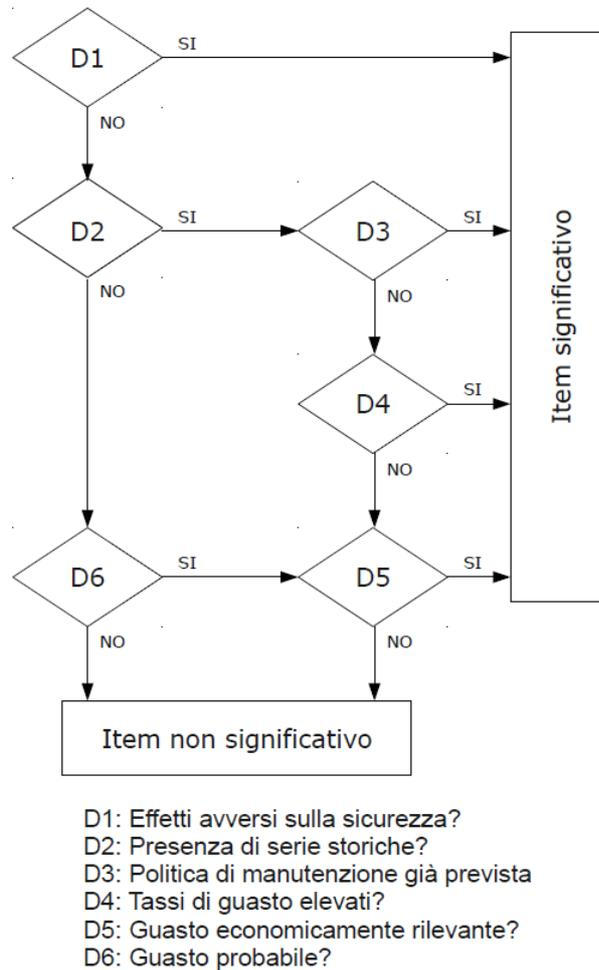 D1
SI
NO
D2
SI
D3
SI
NO
NO
D4
SI
NO
D6
SI
D5
SI
NO
NO
Item significativo
Item non significativo
D1: Effetti avversi sulla sicurezza?
D2: Presenza di serie storiche?
D3: Politica di manutenzione già prevista
D4: Tassi di guasto elevati?
D5: Guasto economicamente rilevante?
D6: Guasto probabile?